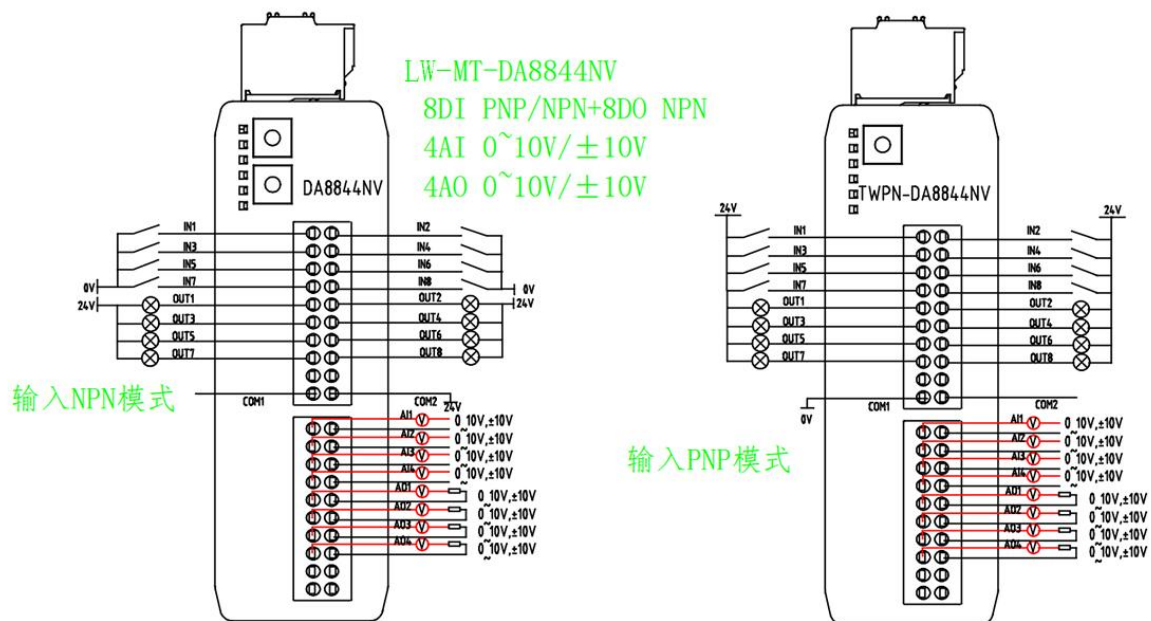 LW-MT-DA8844NV
8DI PNP/NPN+8DO NPN
4AI 0~10V/±10V
4AO 0~10V/±10V
DA8844NV
IN1
IN2
IN3
IN4
IN5
IN6
IN7
IN8
0V
0V
24V
24V
OUT1
OUT2
OUT3
OUT4
OUT5
OUT6
OUT7
OUT8
输入NPN模式
COM1
COM2
24V
AI1
0~10V,±10V
AI2
0~10V,±10V
AI3
0~10V,±10V
AI4
0~10V,±10V
AO1
0~10V,±10V
AO2
0~10V,±10V
AO3
0~10V,±10V
AO4
0~10V,±10V
TWPN-DA8844NV
24V
24V
IN1
IN2
IN3
IN4
IN5
IN6
IN7
IN8
OUT1
OUT2
OUT3
OUT4
OUT5
OUT6
OUT7
OUT8
COM1
COM2
0V
输入PNP模式
AI1
0~10V,±10V
AI2
0~10V,±10V
AI3
0~10V,±10V
AI4
0~10V,±10V
AO1
0~10V,±10V
AO2
0~10V,±10V
AO3
0~10V,±10V
AO4
0~10V,±10V